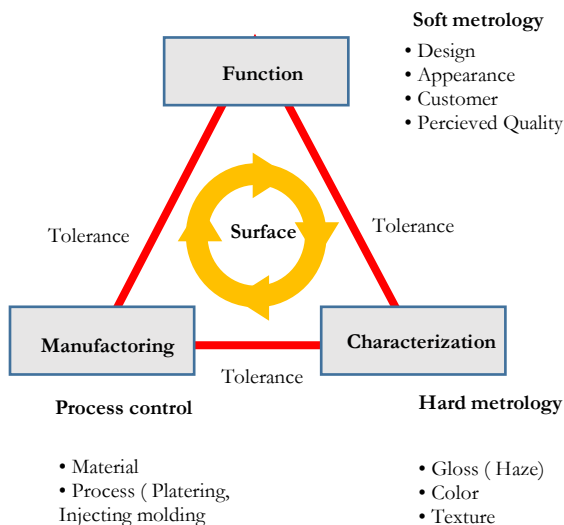 Soft metrology
• Design
• Appearance
• Customer
• Percieved Quality
Function
Tolerance
Surface
Tolerance
Manufactoring
Characterization
Tolerance
Process control
Hard metrology
• Material
• Process ( Platering,
Injecting molding
• Gloss ( Haze)
• Color
• Texture